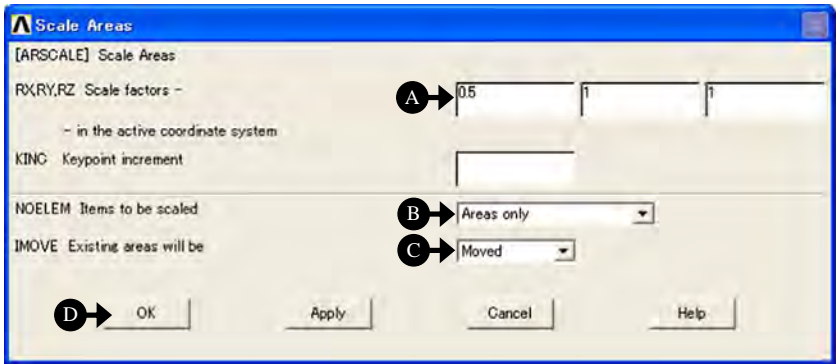 Scale Areas
[ARSCALE] Scale Areas
RX,RY,RZ Scale factors -
A 0.5 1 1
- in the active coordinate system
KINC Keypoint increment
NOELEM Items to be scaled B Areas only
IMOVE Existing areas will be C Moved
D OK Apply Cancel Help